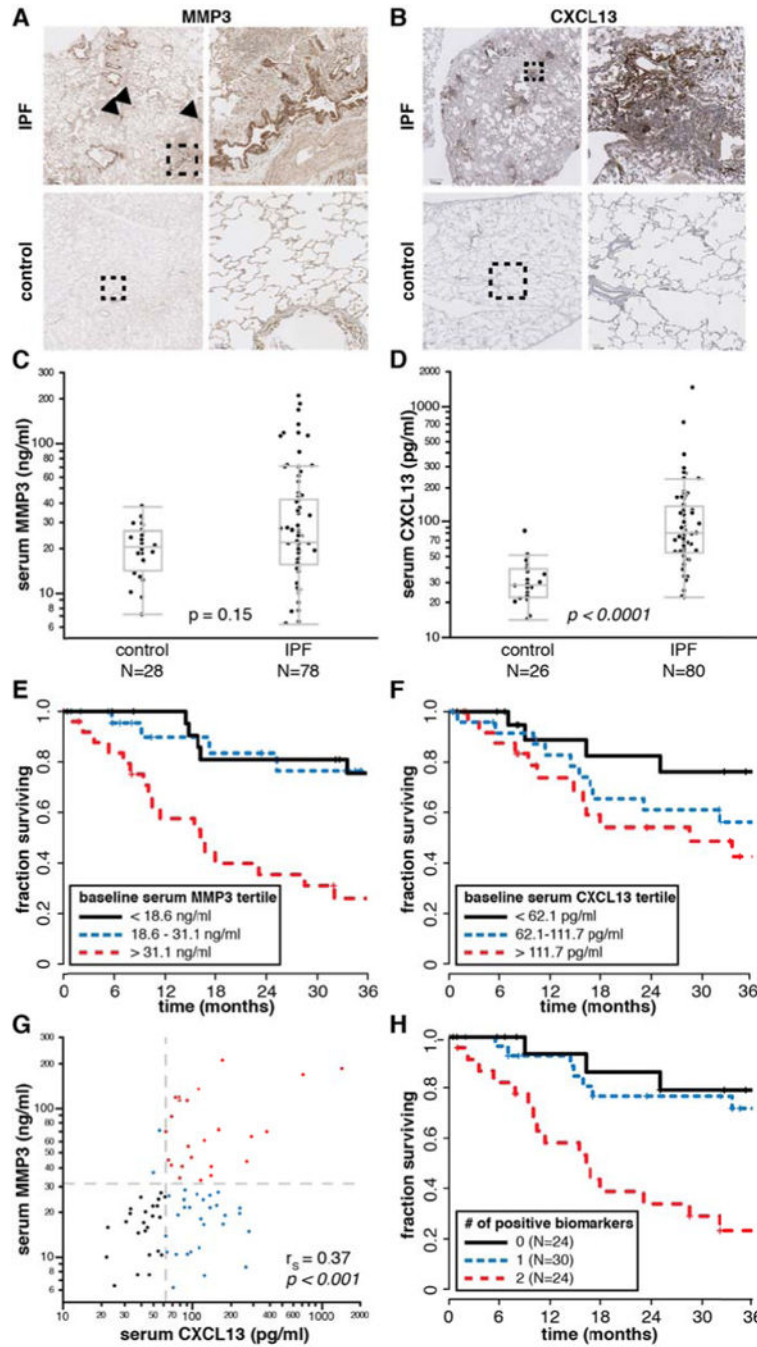 A
MMP3
B
CXCL13
IPF
IPF
control
control
C
300
100
80
60
50
40
30
20
10
8
6
serum MMP3 (ng/ml)
p = 0.15
control
N=28
IPF
N=78
D
2000
1000
800
500
400
300
200
100
80
50
40
30
20
10
serum CXCL13 (pg/ml)
p < 0.0001
control
N=26
IPF
N=80
E
1.0
0.8
0.6
0.4
0.2
0
fraction surviving
baseline serum MMP3 tertile
< 18.6 ng/ml
18.6 - 31.1 ng/ml
> 31.1 ng/ml
0 6 12 18 24 30 36
time (months)
F
1.0
0.8
0.6
0.4
0.2
0
fraction surviving
baseline serum CXCL13 tertile
< 62.1 pg/ml
62.1-111.7 pg/ml
> 111.7 pg/ml
0 6 12 18 24 30 36
time (months)
G
300
200
100
80
60
50
40
30
20
10
8
6
serum MMP3 (ng/ml)
rs = 0.37
p < 0.001
10 20 30 40 50 70 100 200 300 500 1000 2000
serum CXCL13 (pg/ml)
H
1.0
0.8
0.6
0.4
0.2
0
fraction surviving
# of positive biomarkers
0 (N=24)
1 (N=30)
2 (N=24)
0 6 12 18 24 30 36
time (months)